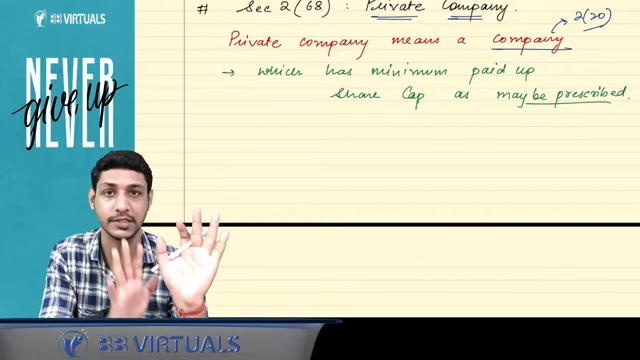 BB VIRTUALS
# Sec 2(68) : Private Company.
2(20)
Private company means a company
→ which has minimum paid up
Share Cap as may be prescribed.
NEVER
give up
NEVER
BB VIRTUALS